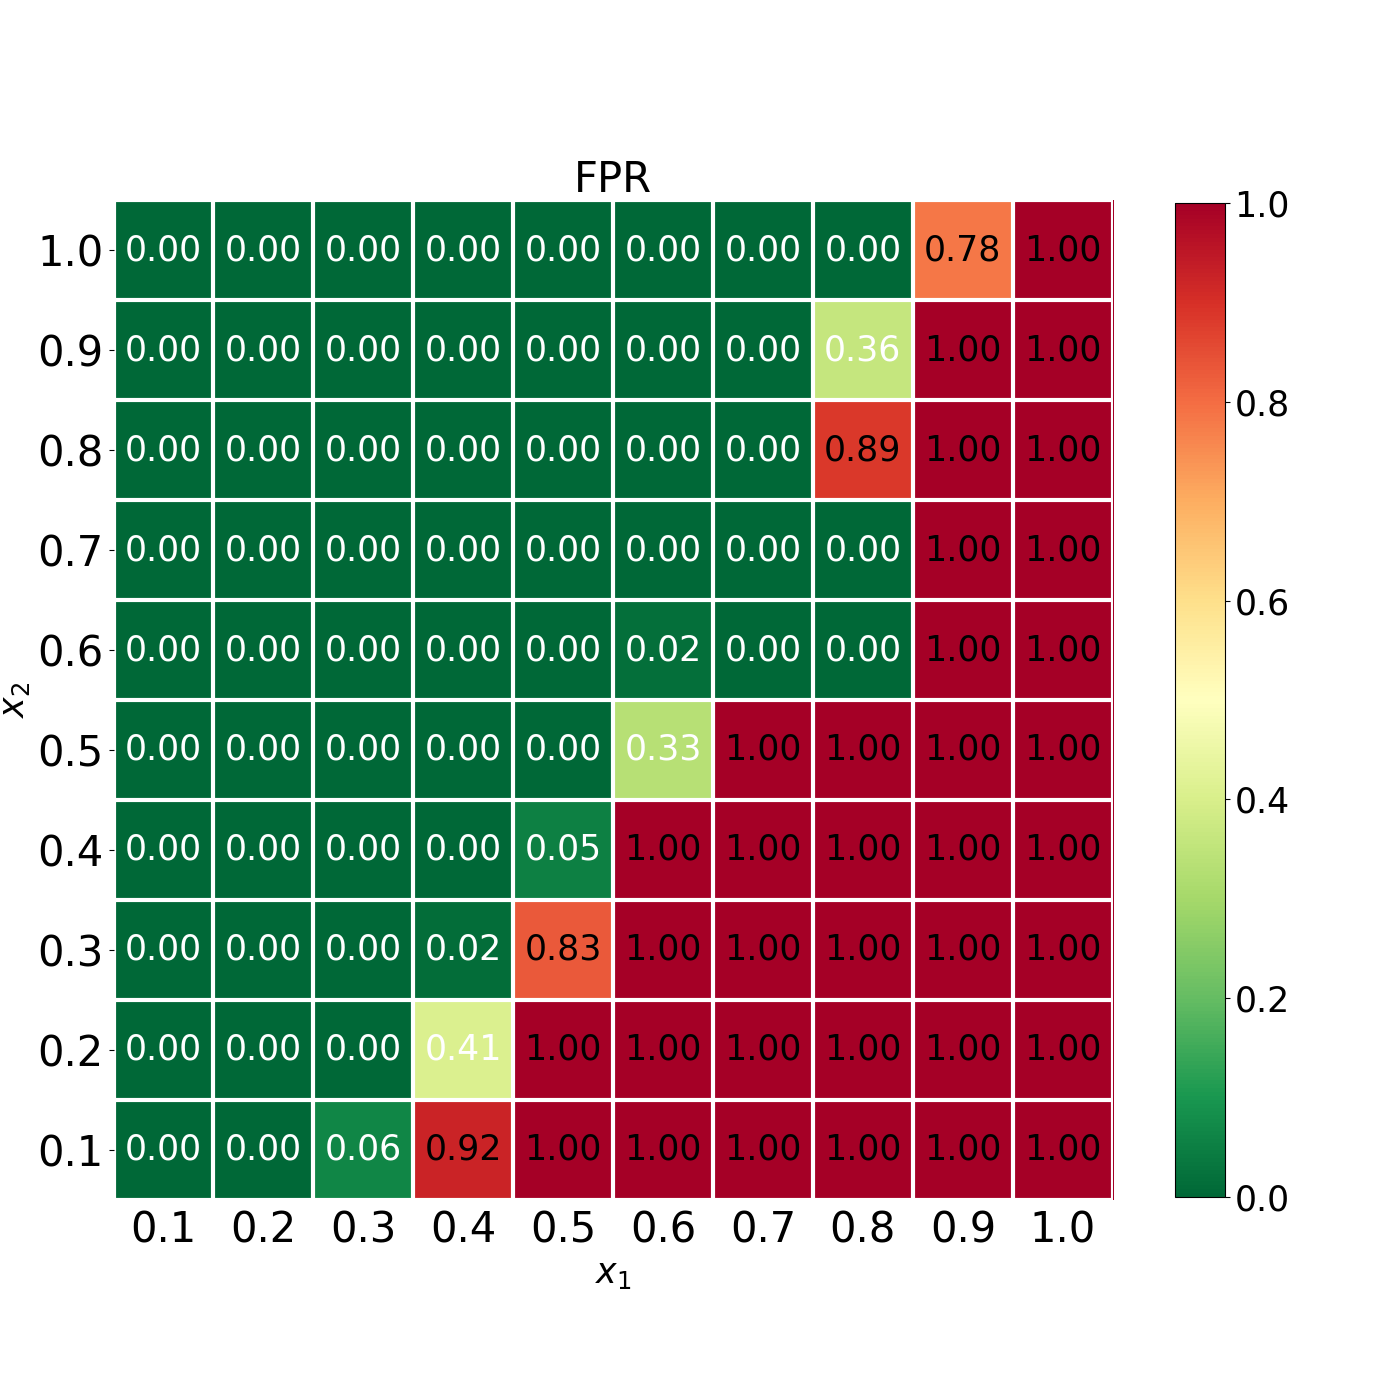 FPR
1.0 0.00 0.00 0.00 0.00 0.00 0.00 0.00 0.00 0.78 1.00
0.9 0.00 0.00 0.00 0.00 0.00 0.00 0.00 0.36 1.00 1.00
0.8 0.00 0.00 0.00 0.00 0.00 0.00 0.00 0.89 1.00 1.00
0.7 0.00 0.00 0.00 0.00 0.00 0.00 0.00 0.00 1.00 1.00
0.6 0.00 0.00 0.00 0.00 0.00 0.02 0.00 0.00 1.00 1.00
0.5 0.00 0.00 0.00 0.00 0.00 0.33 1.00 1.00 1.00 1.00
0.4 0.00 0.00 0.00 0.00 0.05 1.00 1.00 1.00 1.00 1.00
0.3 0.00 0.00 0.00 0.02 0.83 1.00 1.00 1.00 1.00 1.00
0.2 0.00 0.00 0.00 0.41 1.00 1.00 1.00 1.00 1.00 1.00
0.1 0.00 0.00 0.06 0.92 1.00 1.00 1.00 1.00 1.00 1.00
0.1 0.2 0.3 0.4 0.5 0.6 0.7 0.8 0.9 1.0
x₁
x₂
1.0
0.8
0.6
0.4
0.2
0.0